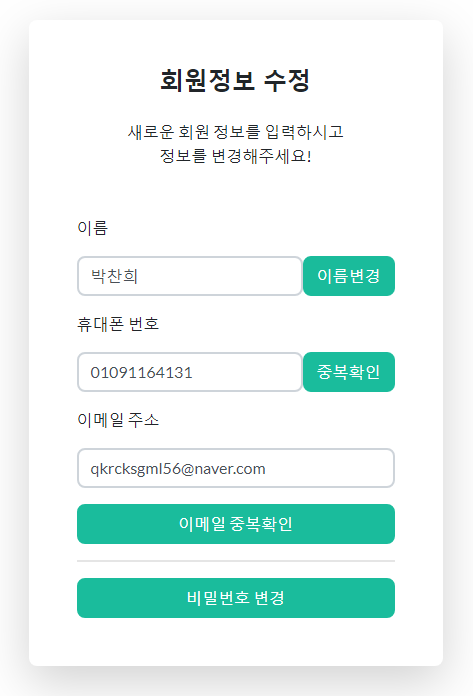 회원정보 수정
새로운 회원 정보를 입력하시고
정보를 변경해주세요!
이름
박찬희
이름변경
휴대폰 번호
01091164131
중복확인
이메일 주소
qkrcksgml56@naver.com
이메일 중복확인
비밀번호 변경